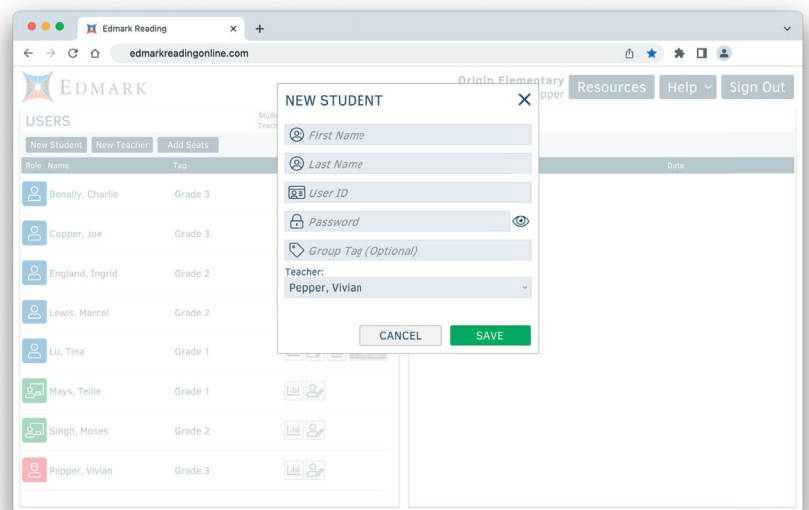 Edmark Reading
edmarkreadingonline.com
EDMARK
Origin Elementary
pper
Resources
Help
Sign Out
USERS
Stude
Teach
New Student
New Teacher
Add Seats
Role Name
Tag
Date
Benally, Charlie
Grade 3
Copper, Joe
Grade 3
England, Ingrid
Grade 2
Lewis, Marcel
Grade 2
Lu, Tina
Grade 1
Mays, Tellie
Grade 1
Singh, Moses
Grade 2
Pepper, Vivian
Grade 3
NEW STUDENT
First Name
Last Name
User ID
Password
Group Tag (Optional)
Teacher:
Pepper, Vivian
CANCEL
SAVE